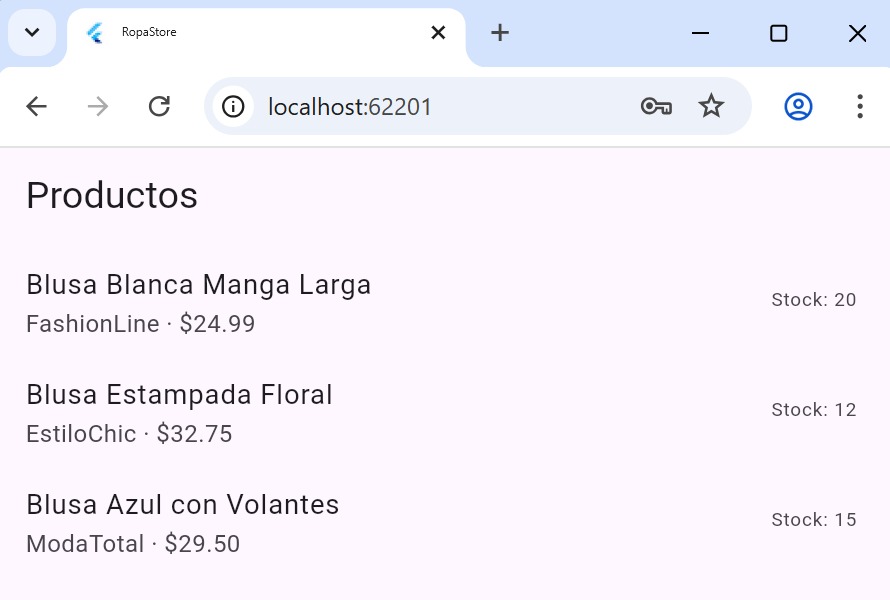 RopaStore
localhost:62201
Productos
Blusa Blanca Manga Larga
FashionLine · $24.99
Stock: 20
Blusa Estampada Floral
EstiloChic · $32.75
Stock: 12
Blusa Azul con Volantes
ModaTotal · $29.50
Stock: 15